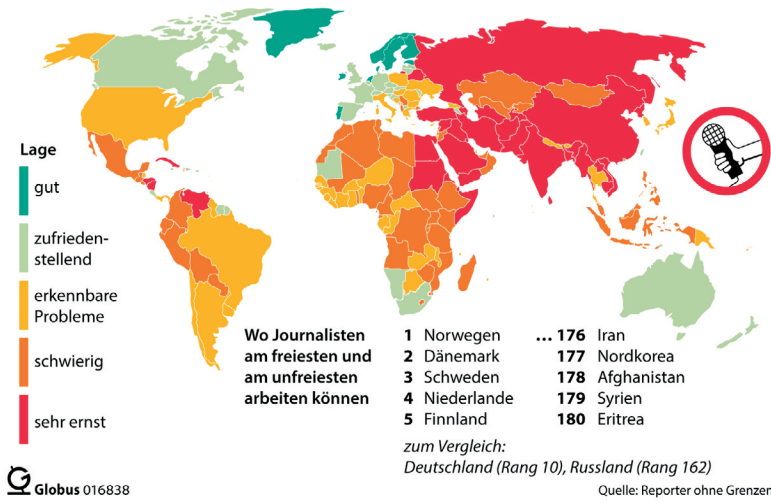 Lage
gut
zufrieden-
stellend
erkennbare
Probleme
schwierig
sehr ernst
Wo Journalisten
am freiesten und
am unfreiesten
arbeiten können
1 Norwegen
2 Dänemark
3 Schweden
4 Niederlande
5 Finnland
... 176 Iran
177 Nordkorea
178 Afghanistan
179 Syrien
180 Eritrea
zum Vergleich:
Deutschland (Rang 10), Russland (Rang 162)
Globus 016838
Quelle: Reporter ohne Grenzen